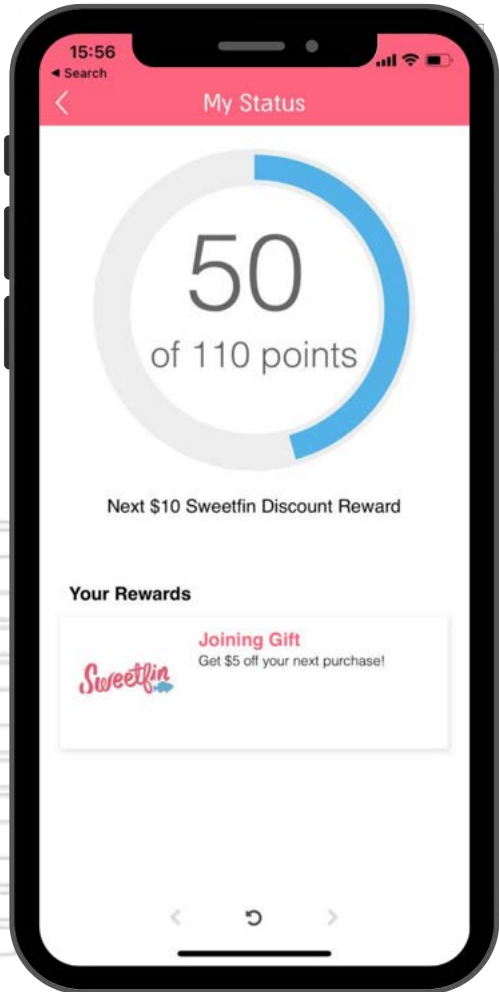 15:56
◀ Search
My Status
50
of 110 points
Next $10 Sweetfin Discount Reward
Your Rewards
Sweetfin
Joining Gift
Get $5 off your next purchase!